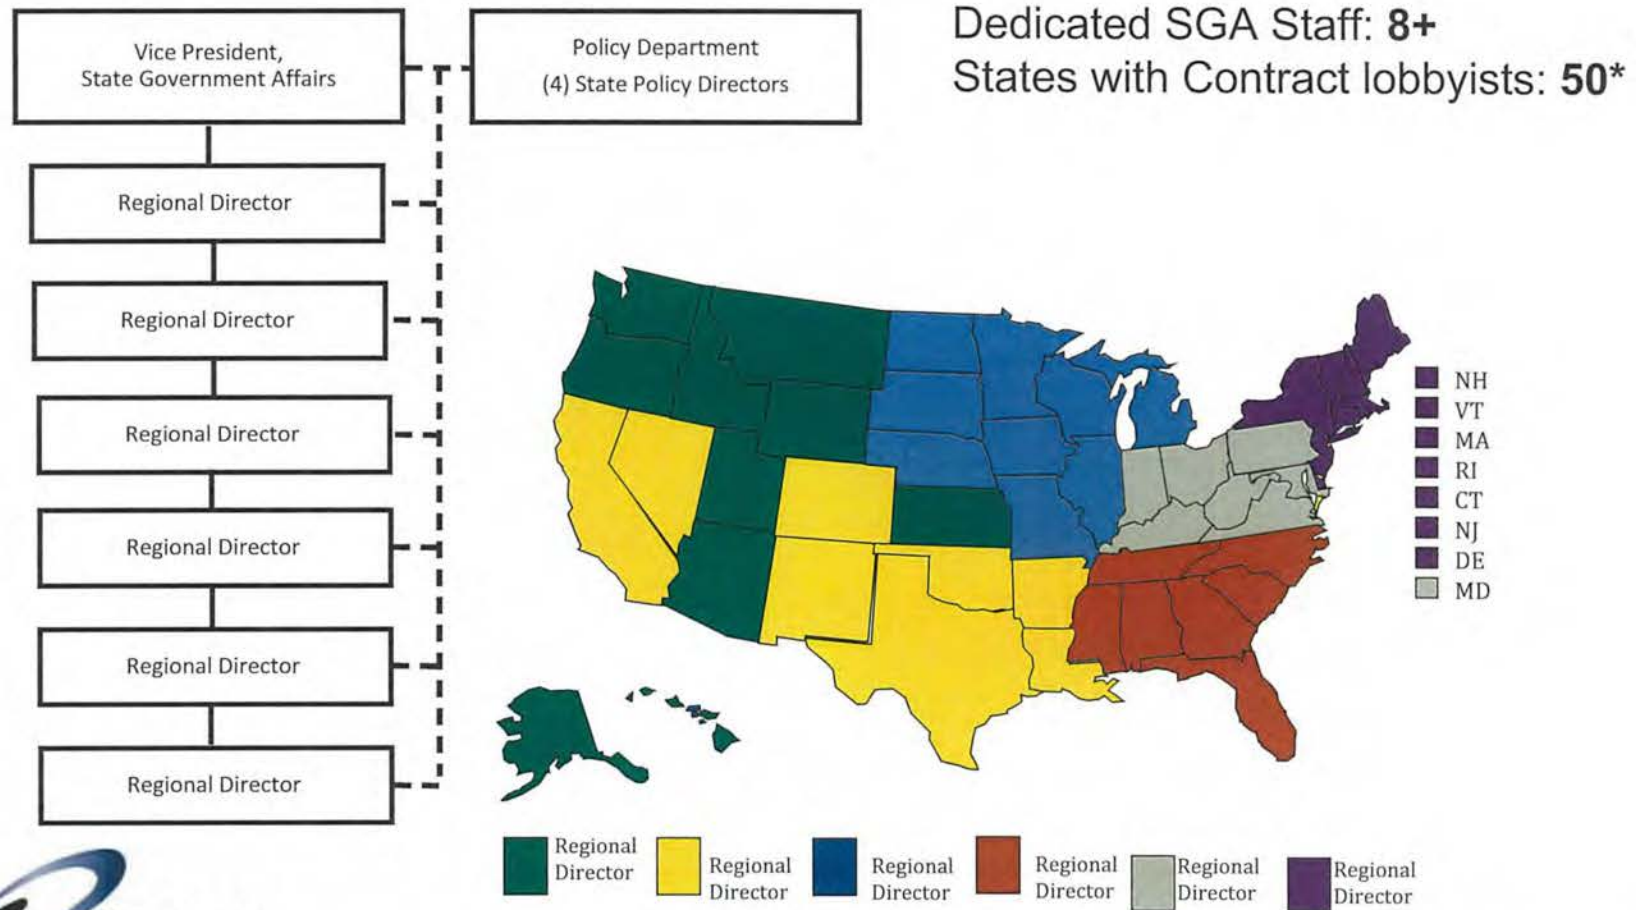 Dedicated SGA Staff: 8+
States with Contract lobbyists: 50*
Vice President,
State Government Affairs
Policy Department
(4) State Policy Directors
Regional Director
Regional Director
Regional Director
Regional Director
Regional Director
Regional Director
NH
VT
MA
RI
CT
NJ
DE
MD
Regional
Director
Regional
Director
Regional
Director
Regional
Director
Regional
Director
Regional
Director